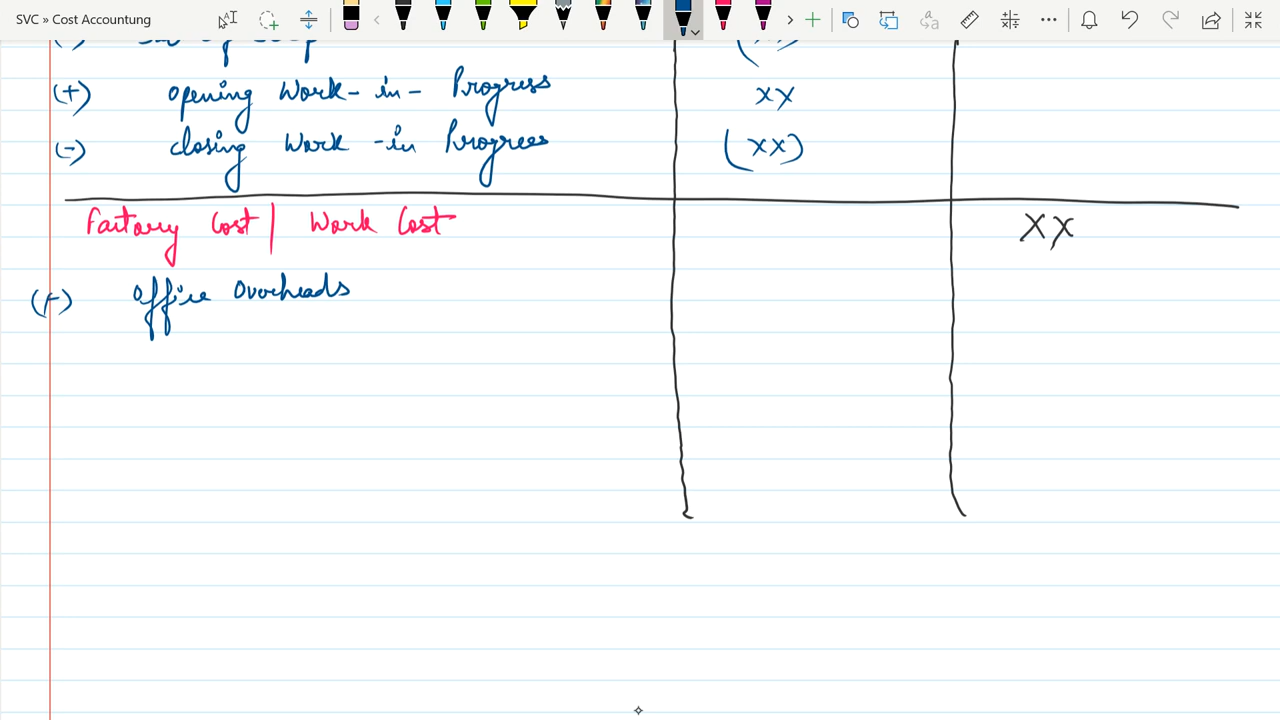 SVC » Cost Accountung
(+) opening Work-in-Progress XX
(-) closing Work-in Progress (XX)
Factory Cost | Work Cost XX
(+) Office Overheads